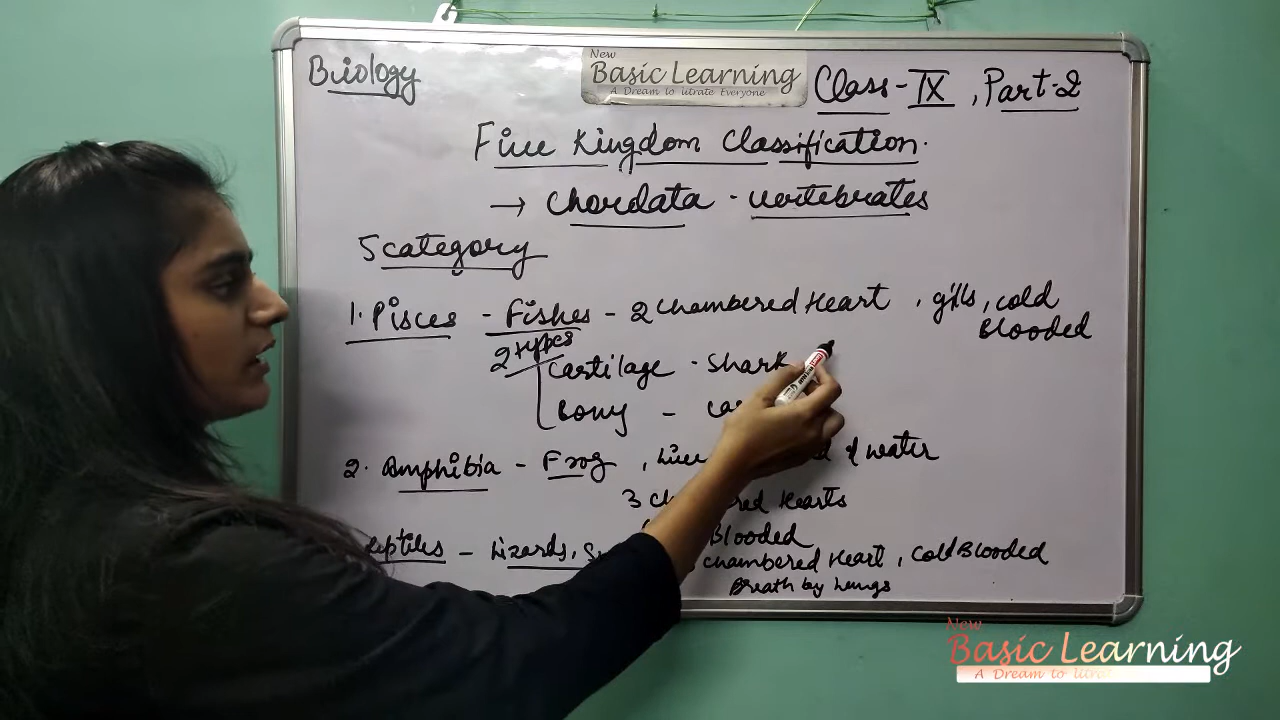 Biology
New
Basic Learning
A Dream to litrate Everyone
Class - IX , Part-2
Five Kingdom Classification.
→ Chordata - vertebrates
5 category
1. Pisces - Fishes - 2 chambered Heart , gills, cold
Blooded
2 types
Cartilage - Shark
Bony -
2. Amphibia - Frog , of water
3 Hearts
Blooded
Reptiles - Lizards, chambered Heart , Cold Blooded
Breath by Lungs
New
Basic Learning
A Dream to